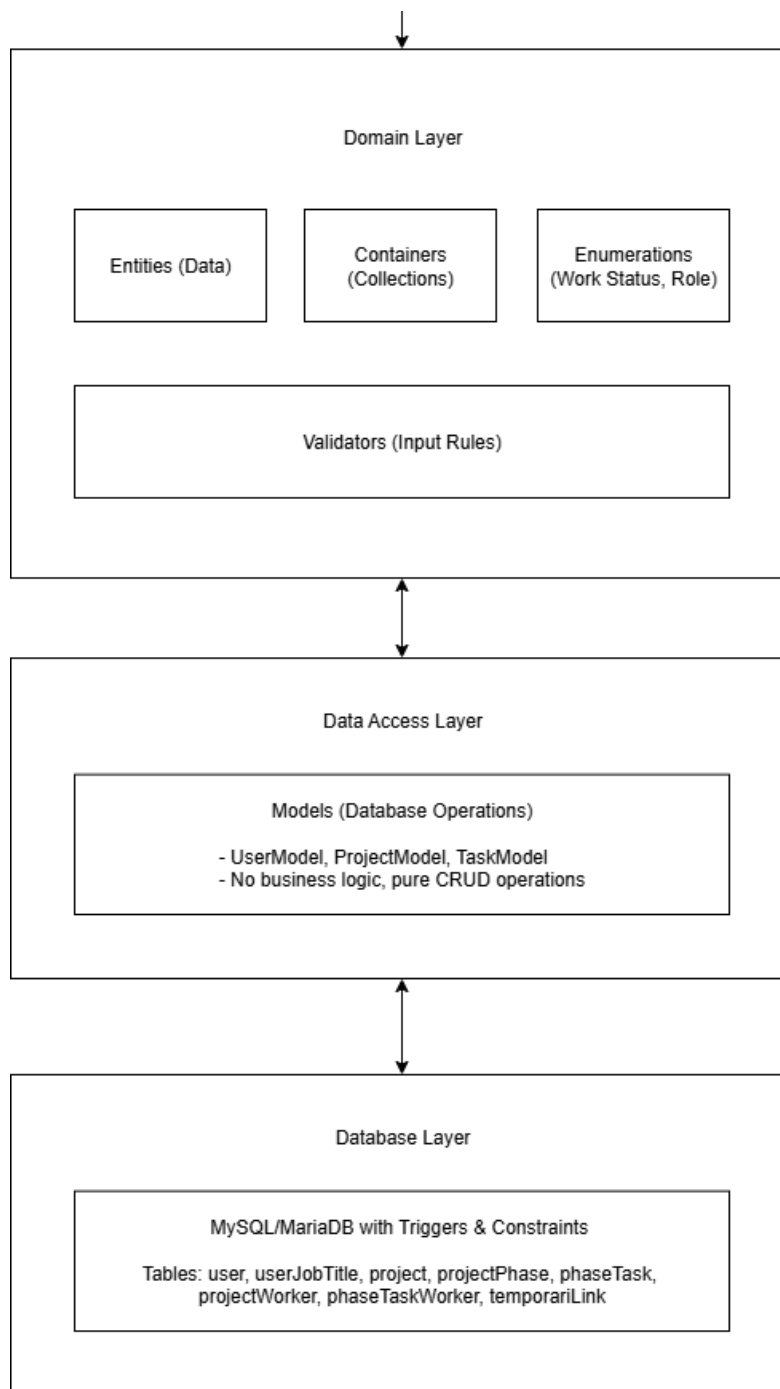 Domain Layer
Entities (Data)
Containers
(Collections)
Enumerations
(Work Status, Role)
Validators (Input Rules)
Data Access Layer
Models (Database Operations)
- UserModel, ProjectModel, TaskModel
- No business logic, pure CRUD operations
Database Layer
MySQL/MariaDB with Triggers & Constraints
Tables: user, userJobTitle, project, projectPhase, phaseTask,
projectWorker, phaseTaskWorker, temporariLink